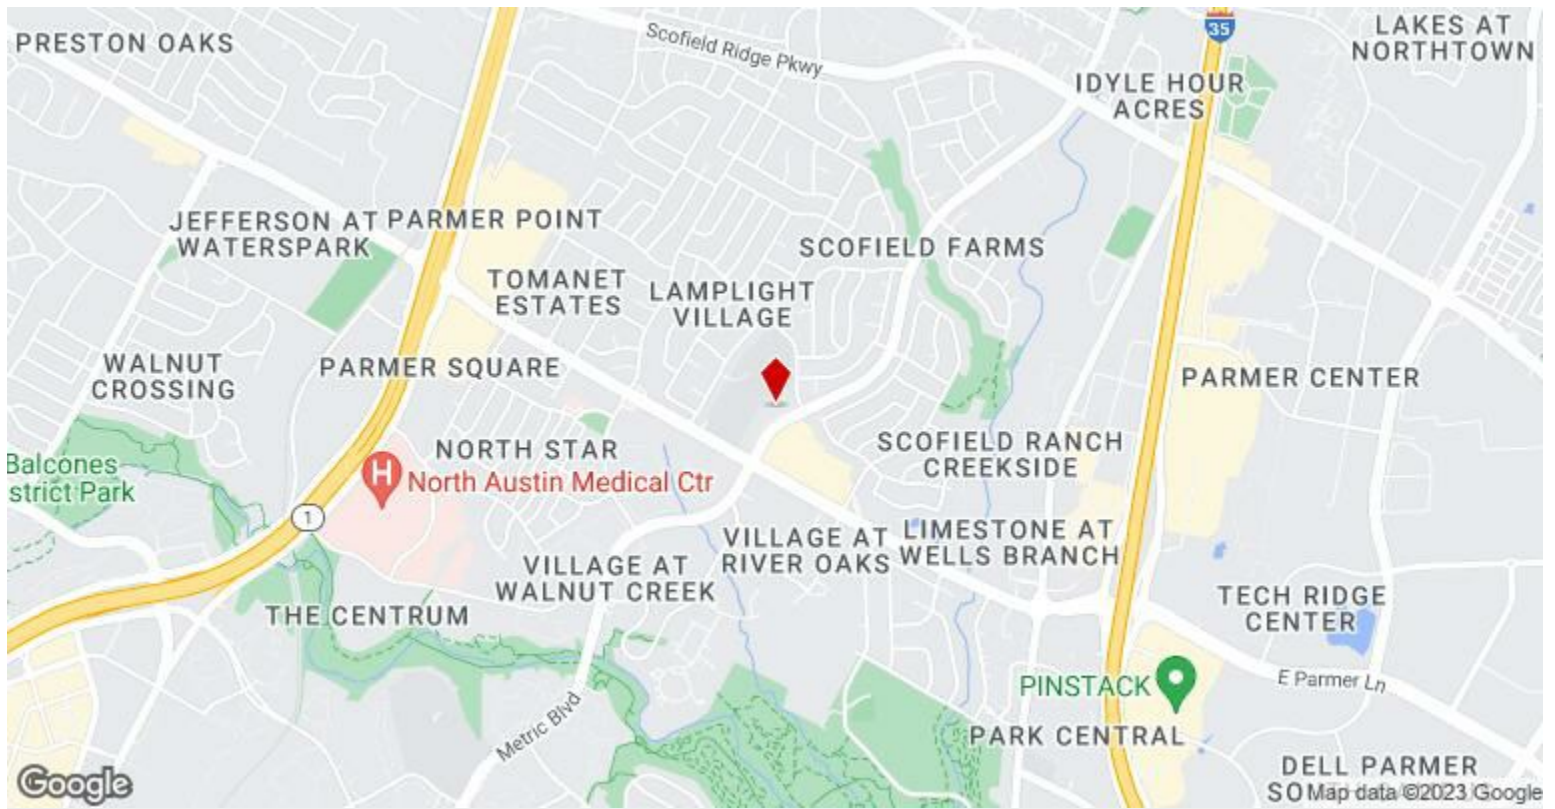 PRESTON OAKS
Scofield Ridge Pkwy
35
LAKES AT
NORTHTOWN
IDYLE HOUR
ACRES
JEFFERSON AT
WATERSPARK
PARMER POINT
SCOFIELD FARMS
TOMANET
ESTATES
LAMPLIGHT
VILLAGE
WALNUT
CROSSING
PARMER SQUARE
PARMER CENTER
NORTH STAR
SCOFIELD RANCH
CREEKSIDE
Balcones
strict Park
H
North Austin Medical Ctr
1
VILLAGE AT
RIVER OAKS
LIMESTONE AT
WELLS BRANCH
VILLAGE AT
WALNUT CREEK
THE CENTRUM
TECH RIDGE
CENTER
PINSTACK
E Parmer Ln
Metric Blvd
PARK CENTRAL
DELL PARMER
SO
Google
Map data ©2023 Google